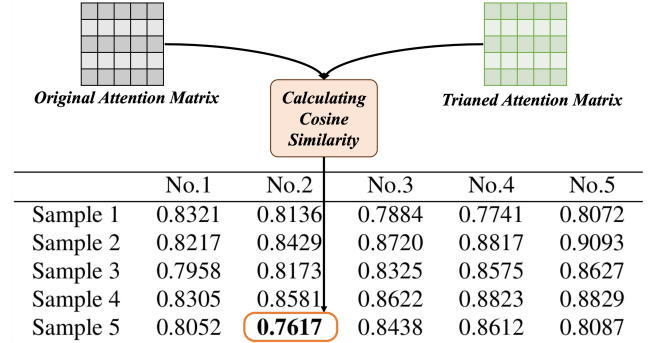 Original Attention Matrix
Trianed Attention Matrix
Calculating
Cosine
Similarity
No.1 No.2 No.3 No.4 No.5
Sample 1 0.8321 0.8136 0.7884 0.7741 0.8072
Sample 2 0.8217 0.8429 0.8720 0.8817 0.9093
Sample 3 0.7958 0.8173 0.8325 0.8575 0.8627
Sample 4 0.8305 0.8581 0.8622 0.8823 0.8829
Sample 5 0.8052 0.7617 0.8438 0.8612 0.8087